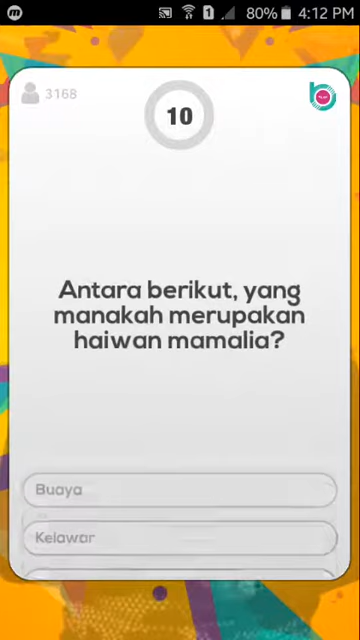 80% 4:12 PM
3168
10
Antara berikut, yang
manakah merupakan
haiwan mamalia?
Buaya
Kelawar